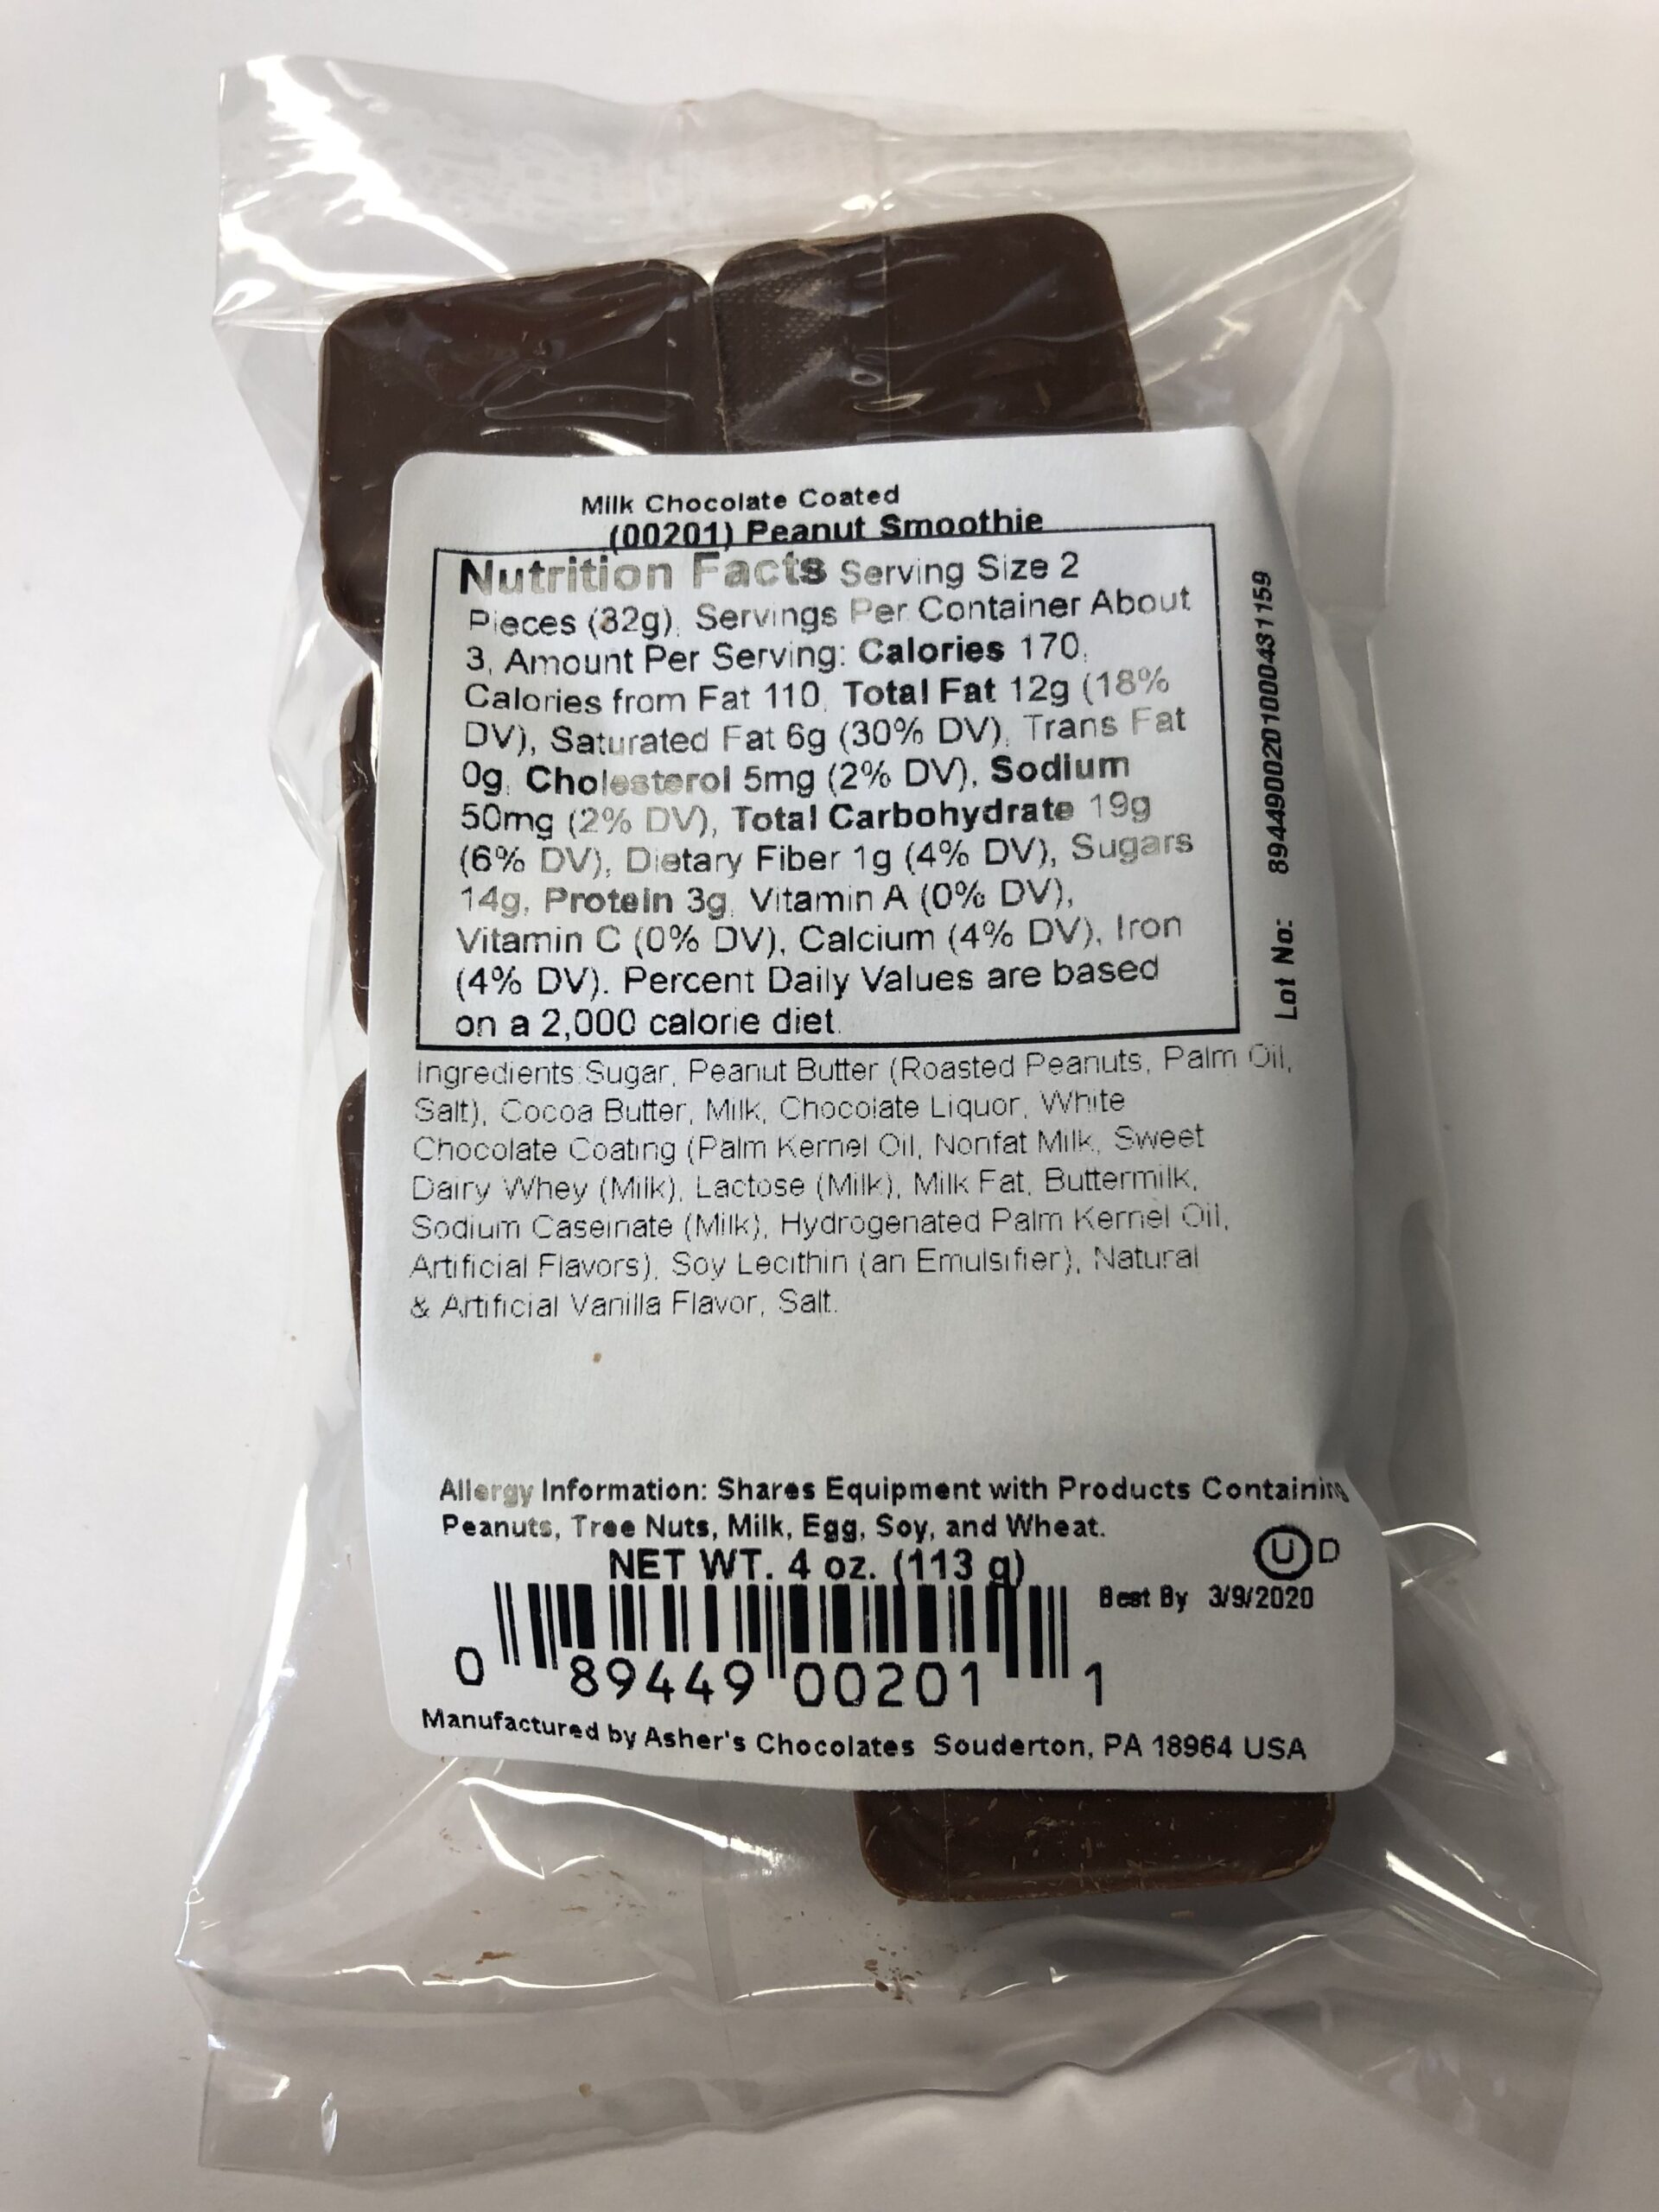 Milk Chocolate Coated
(00201) Peanut Smoothie
Nutrition Facts Serving Size 2
Pieces (32g), Servings Per Container About
3, Amount Per Serving: Calories 170,
Calories from Fat 110, Total Fat 12g (18%
DV), Saturated Fat 6g (30% DV), Trans Fat
0g, Cholesterol 5mg (2% DV), Sodium
50mg (2% DV), Total Carbohydrate 19g
(6% DV), Dietary Fiber 1g (4% DV), Sugars
14g, Protein 3g, Vitamin A (0% DV),
Vitamin C (0% DV), Calcium (4% DV), Iron
(4% DV). Percent Daily Values are based
on a 2,000 calorie diet.
Lot No: 8944900201000431159
Ingredients:Sugar, Peanut Butter (Roasted Peanuts, Palm Oil,
Salt), Cocoa Butter, Milk, Chocolate Liquor, White
Chocolate Coating (Palm Kernel Oil, Nonfat Milk, Sweet
Dairy Whey (Milk), Lactose (Milk), Milk Fat, Buttermilk,
Sodium Caseinate (Milk), Hydrogenated Palm Kernel Oil,
Artificial Flavors), Soy Lecithin (an Emulsifier), Natural
& Artificial Vanilla Flavor, Salt.
Allergy Information: Shares Equipment with Products Containing
Peanuts, Tree Nuts, Milk, Egg, Soy, and Wheat.
NET WT. 4 oz. (113 g)
U D
Best By 3/9/2020
0 89449 00201 1
Manufactured by Asher's Chocolates Souderton, PA 18964 USA